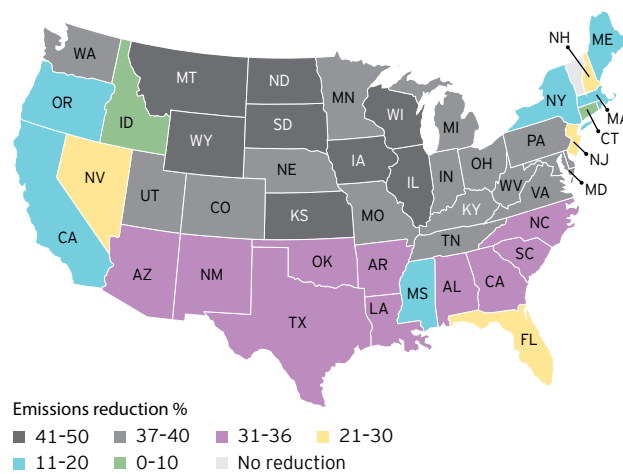 NH
ME
WA
MT
ND
MN
OR
ID
WI
NY
MA
SD
MI
WY
CT
IA
PA
NE
OH
NJ
NV
IL
IN
UT
WV
MD
CO
VA
CA
KS
MO
KY
NC
TN
OK
AR
SC
AZ
NM
MS
AL
CA
LA
TX
FL
Emissions reduction %
41-50 37-40 31-36 21-30
11-20 0-10 No reduction